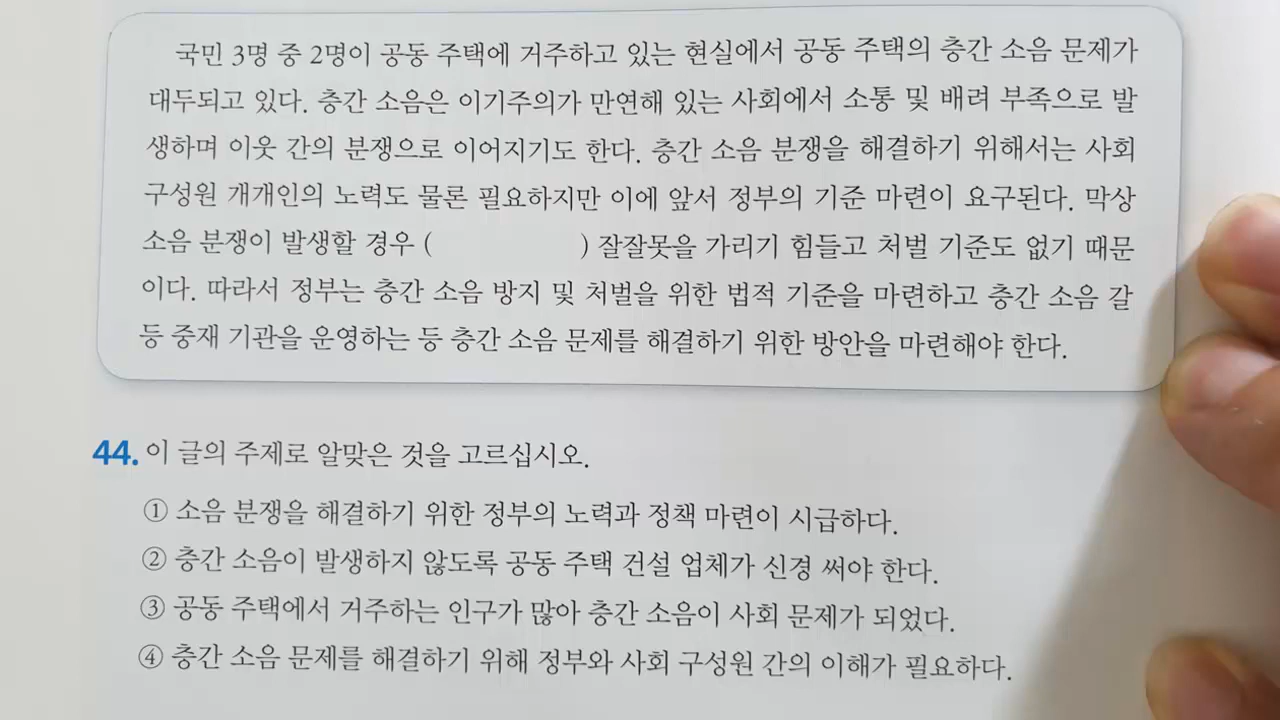 국민 3명 중 2명이 공동 주택에 거주하고 있는 현실에서 공동 주택의 층간 소음 문제가
대두되고 있다. 층간 소음은 이기주의가 만연해 있는 사회에서 소통 및 배려 부족으로 발
생하며 이웃 간의 분쟁으로 이어지기도 한다. 층간 소음 분쟁을 해결하기 위해서는 사회
구성원 개개인의 노력도 물론 필요하지만 이에 앞서 정부의 기준 마련이 요구된다. 막상
소음 분쟁이 발생할 경우 (                    ) 잘잘못을 가리기 힘들고 처벌 기준도 없기 때문
이다. 따라서 정부는 층간 소음 방지 및 처벌을 위한 법적 기준을 마련하고 층간 소음 갈
등 중재 기관을 운영하는 등 층간 소음 문제를 해결하기 위한 방안을 마련해야 한다.
44. 이 글의 주제로 알맞은 것을 고르십시오.
① 소음 분쟁을 해결하기 위한 정부의 노력과 정책 마련이 시급하다.
② 층간 소음이 발생하지 않도록 공동 주택 건설 업체가 신경 써야 한다.
③ 공동 주택에서 거주하는 인구가 많아 층간 소음이 사회 문제가 되었다.
④ 층간 소음 문제를 해결하기 위해 정부와 사회 구성원 간의 이해가 필요하다.